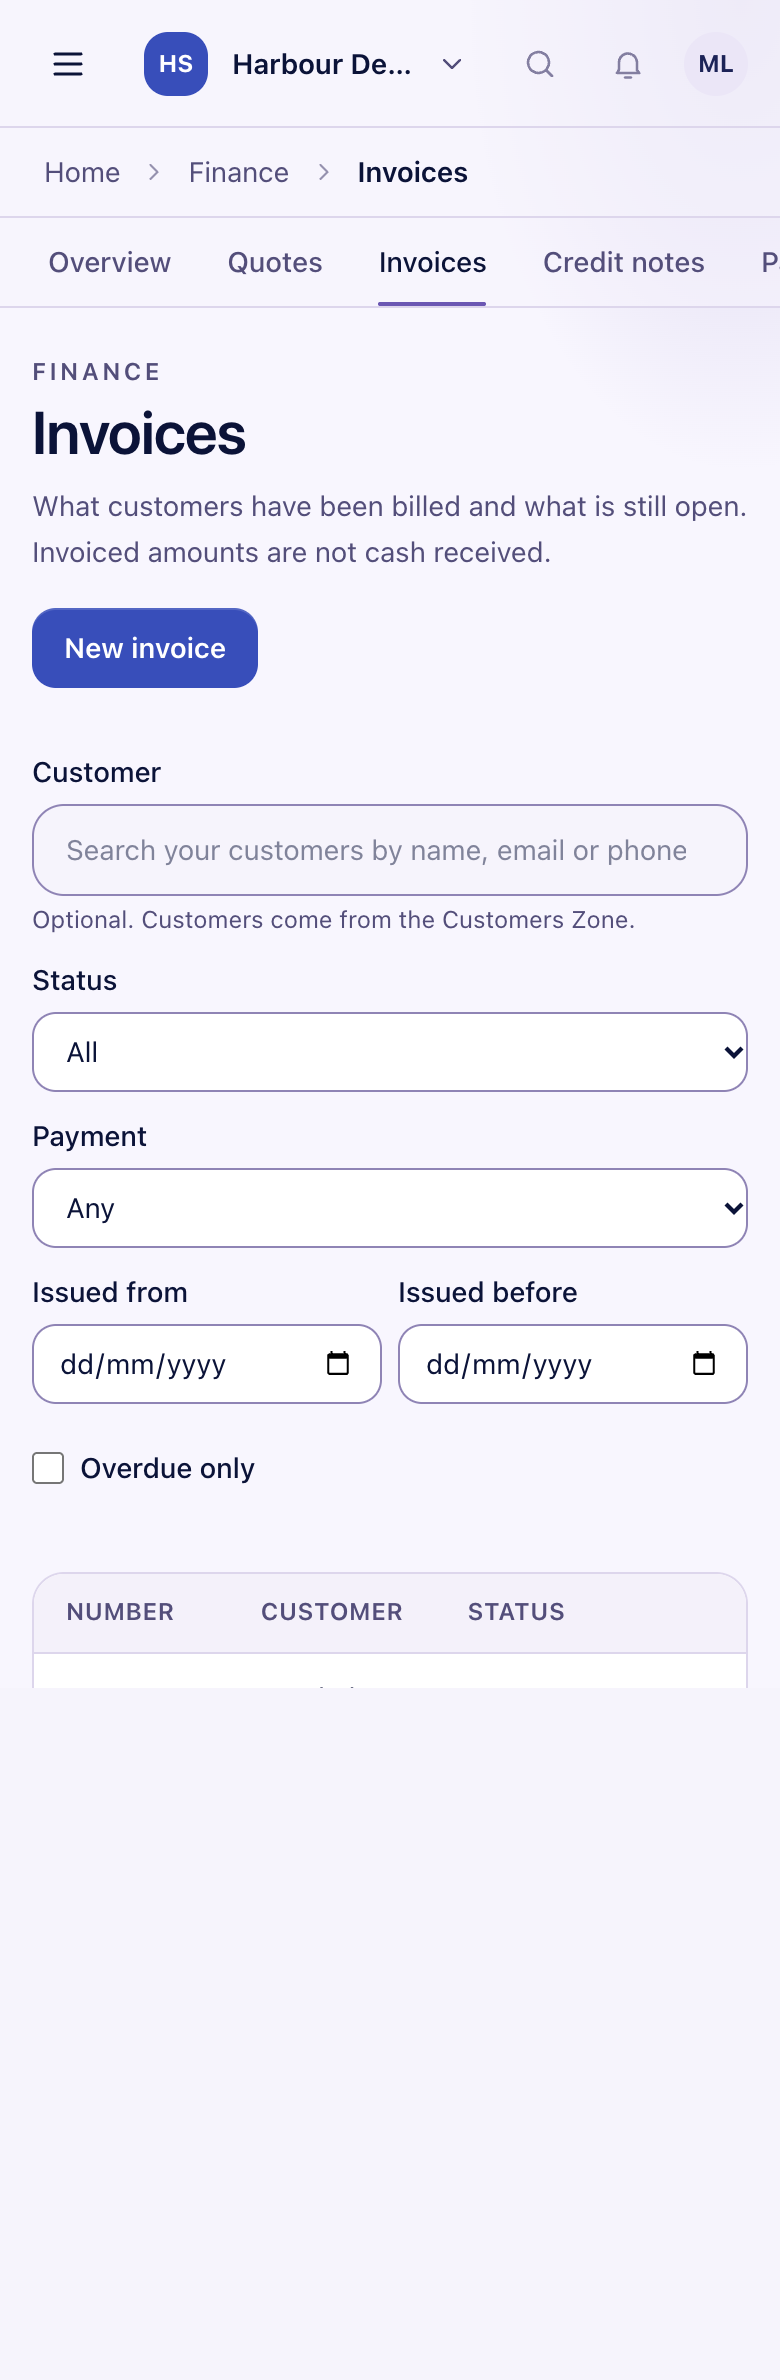 HS Harbour De... ML
Home Finance Invoices
Overview Quotes Invoices Credit notes
FINANCE
Invoices
What customers have been billed and what is still open.
Invoiced amounts are not cash received.
New invoice
Customer
Search your customers by name, email or phone
Optional. Customers come from the Customers Zone.
Status
All
Payment
Any
Issued from Issued before
dd/mm/yyyy dd/mm/yyyy
Overdue only
NUMBER CUSTOMER STATUS